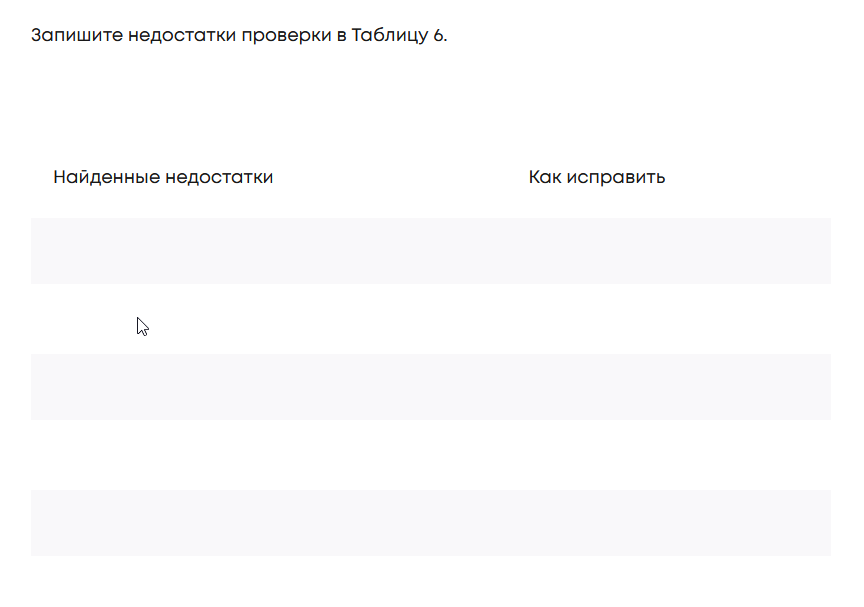 Запишите недостатки проверки в Таблицу 6.
Найденные недостатки
Как исправить